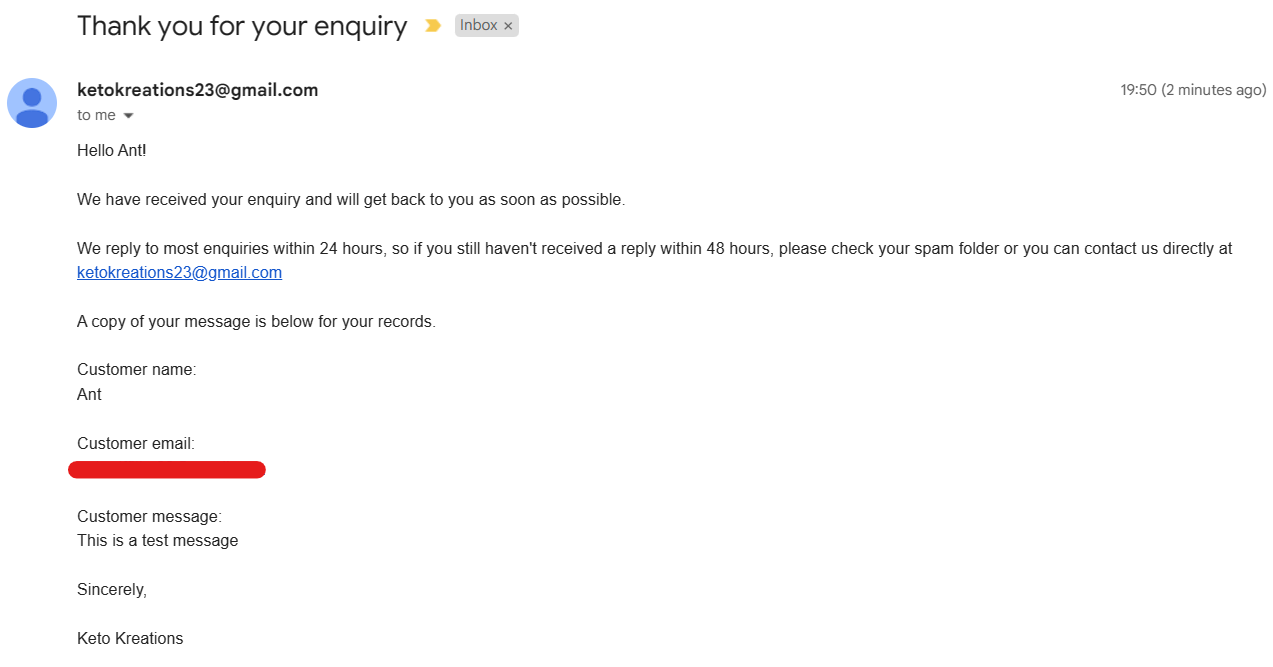 Thank you for your enquiry
Inbox ×
ketokreations23@gmail.com
19:50 (2 minutes ago)
to me
Hello Ant!
We have received your enquiry and will get back to you as soon as possible.
We reply to most enquiries within 24 hours, so if you still haven't received a reply within 48 hours, please check your spam folder or you can contact us directly at
ketokreations23@gmail.com
A copy of your message is below for your records.
Customer name:
Ant
Customer email:
Customer message:
This is a test message
Sincerely,
Keto Kreations